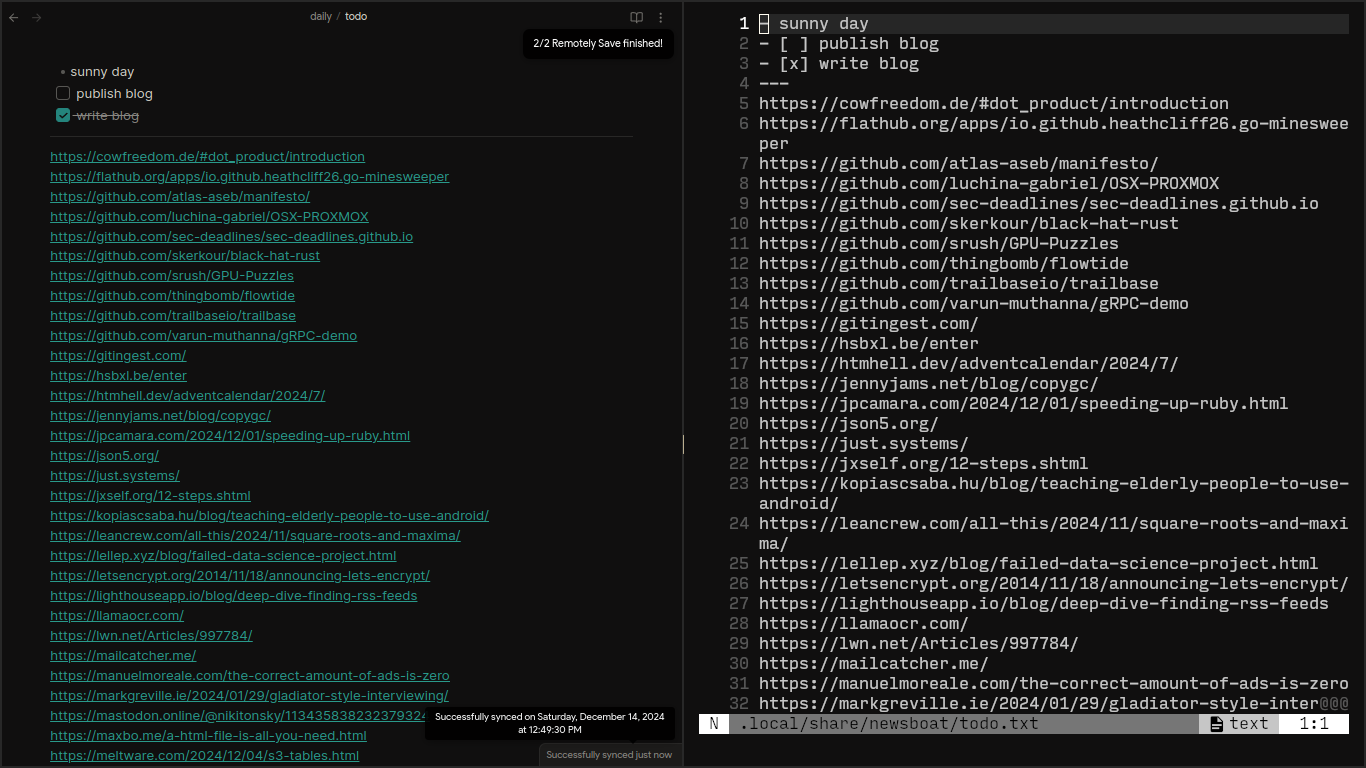 daily / todo
2/2 Remotely Save finished!
sunny day
publish blog
write blog
https://cowfreedom.de/#dot_product/introduction
https://flathub.org/apps/io.github.heathcliff26.go-minesweeper
https://github.com/atlas-aseb/manifesto/
https://github.com/luchina-gabriel/OSX-PROXMOX
https://github.com/sec-deadlines/sec-deadlines.github.io
https://github.com/skerkour/black-hat-rust
https://github.com/srush/GPU-Puzzles
https://github.com/thingbomb/flowtide
https://github.com/trailbaseio/trailbase
https://github.com/varun-muthanna/gRPC-demo
https://gitingest.com/
https://hsbxl.be/enter
https://htmhell.dev/adventcalendar/2024/7/
https://jennyjams.net/blog/copygc/
https://jpcamara.com/2024/12/01/speeding-up-ruby.html
https://json5.org/
https://just.systems/
https://jxself.org/12-steps.shtml
https://kopiascsaba.hu/blog/teaching-elderly-people-to-use-android/
https://leancrew.com/all-this/2024/11/square-roots-and-maxima/
https://lellep.xyz/blog/failed-data-science-project.html
https://letsencrypt.org/2014/11/18/announcing-lets-encrypt/
https://lighthouseapp.io/blog/deep-dive-finding-rss-feeds
https://llamaocr.com/
https://lwn.net/Articles/997784/
https://mailcatcher.me/
https://manuelmoreale.com/the-correct-amount-of-ads-is-zero
https://markgreville.ie/2024/01/29/gladiator-style-interviewing/
https://mastodon.online/@nikitonsky/113435838232379324
https://maxbo.me/a-html-file-is-all-you-need.html
https://meltware.com/2024/12/04/s3-tables.html
Successfully synced on Saturday, December 14, 2024
at 12:49:30 PM
Successfully synced just now
1 - sunny day
2 - [ ] publish blog
3 - [x] write blog
4 ---
5 https://cowfreedom.de/#dot_product/introduction
6 https://flathub.org/apps/io.github.heathcliff26.go-mineswee
per
7 https://github.com/atlas-aseb/manifesto/
8 https://github.com/luchina-gabriel/OSX-PROXMOX
9 https://github.com/sec-deadlines/sec-deadlines.github.io
10 https://github.com/skerkour/black-hat-rust
11 https://github.com/srush/GPU-Puzzles
12 https://github.com/thingbomb/flowtide
13 https://github.com/trailbaseio/trailbase
14 https://github.com/varun-muthanna/gRPC-demo
15 https://gitingest.com/
16 https://hsbxl.be/enter
17 https://htmhell.dev/adventcalendar/2024/7/
18 https://jennyjams.net/blog/copygc/
19 https://jpcamara.com/2024/12/01/speeding-up-ruby.html
20 https://json5.org/
21 https://just.systems/
22 https://jxself.org/12-steps.shtml
23 https://kopiascsaba.hu/blog/teaching-elderly-people-to-use-
android/
24 https://leancrew.com/all-this/2024/11/square-roots-and-maxi
ma/
25 https://lellep.xyz/blog/failed-data-science-project.html
26 https://letsencrypt.org/2014/11/18/announcing-lets-encrypt/
27 https://lighthouseapp.io/blog/deep-dive-finding-rss-feeds
28 https://llamaocr.com/
29 https://lwn.net/Articles/997784/
30 https://mailcatcher.me/
31 https://manuelmoreale.com/the-correct-amount-of-ads-is-zero
32 https://markgreville.ie/2024/01/29/gladiator-style-inter@@@
N .local/share/newsboat/todo.txt text 1:1